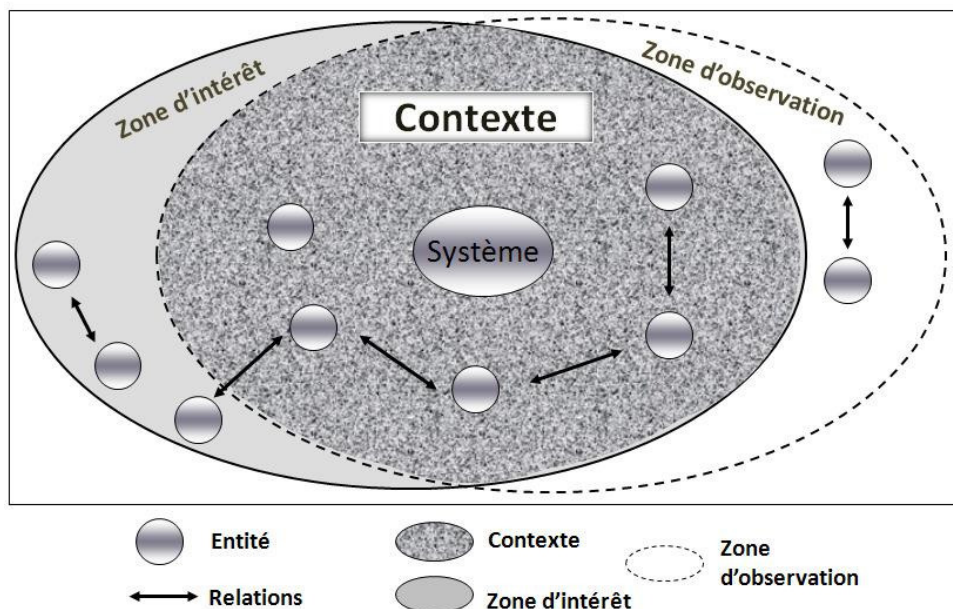 Zone d'intérêt
Zone d'observation
Contexte
Système
Entité
Contexte
Zone
d'observation
Relations
Zone d'intérêt